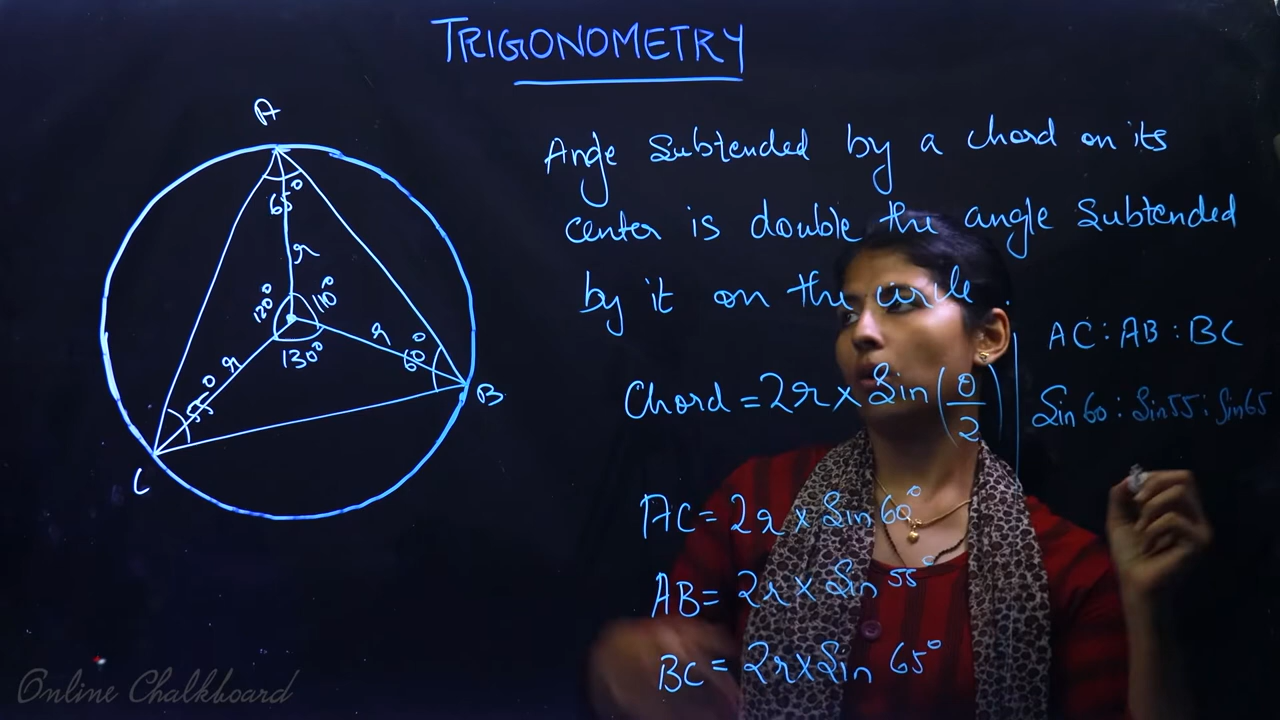 TRIGONOMETRY
A
65°
r
120° 110°
130°
r
r
60°
55°
B
C
Angle Subtended by a chord on its
center is double the angle Subtended
by it on the circle.
Chord = 2r x Sin(θ/2)
AC = 2r x Sin 60°
AB = 2r x Sin 55°
BC = 2r x Sin 65°
AC : AB : BC
Sin 60 : Sin 55 : Sin 65
Online Chalkboard